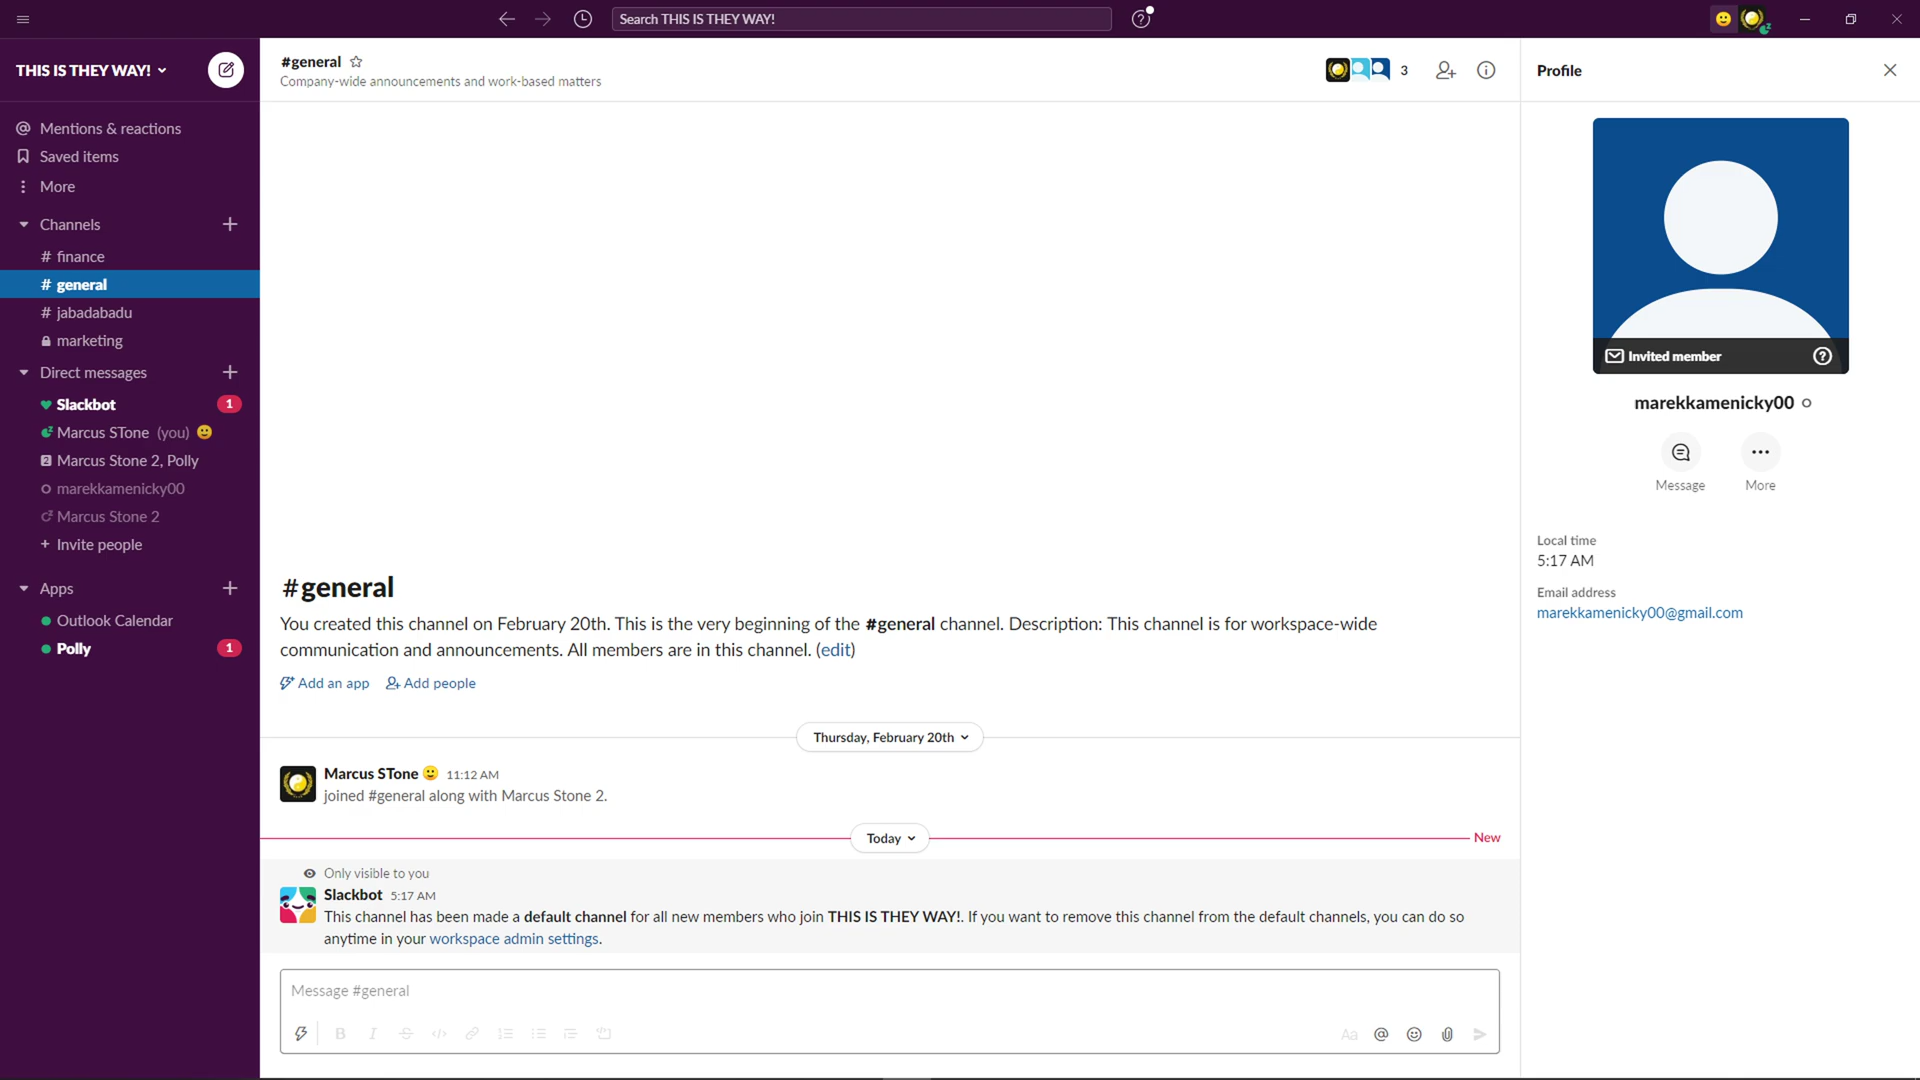 Search THIS IS THEY WAY!
THIS IS THEY WAY!
Mentions & reactions
Saved items
More
Channels
# finance
# general
# jabadabadu
marketing
Direct messages
Slackbot 1
Marcus STone (you)
2 Marcus Stone 2, Polly
marekkamenicky00
Marcus Stone 2
+ Invite people
Apps
Outlook Calendar
Polly 1
#general
Company-wide announcements and work-based matters
3
#general
You created this channel on February 20th. This is the very beginning of the #general channel. Description: This channel is for workspace-wide
communication and announcements. All members are in this channel. (edit)
Add an app Add people
Thursday, February 20th
Marcus STone 11:12 AM
joined #general along with Marcus Stone 2.
Today
New
Only visible to you
Slackbot 5:17 AM
This channel has been made a default channel for all new members who join THIS IS THEY WAY!. If you want to remove this channel from the default channels, you can do so
anytime in your workspace admin settings.
Message #general
B I S Aa @
Profile
Invited member
marekkamenicky00
Message More
Local time
5:17 AM
Email address
marekkamenicky00@gmail.com